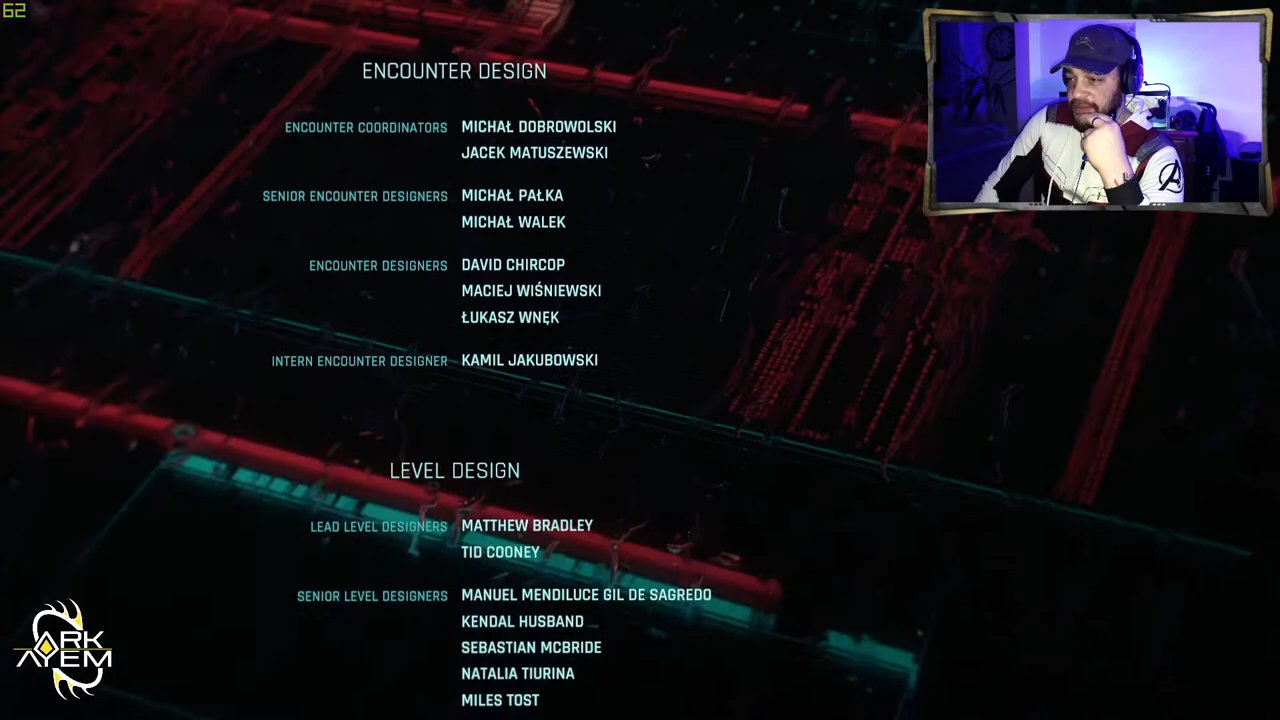 62
ENCOUNTER DESIGN
ENCOUNTER COORDINATORS MICHAŁ DOBROWOLSKI
JACEK MATUSZEWSKI
SENIOR ENCOUNTER DESIGNERS MICHAŁ PAŁKA
MICHAŁ WALEK
ENCOUNTER DESIGNERS DAVID CHIRCOP
MACIEJ WIŚNIEWSKI
ŁUKASZ WNĘK
INTERN ENCOUNTER DESIGNER KAMIL JAKUBOWSKI
LEVEL DESIGN
LEAD LEVEL DESIGNERS MATTHEW BRADLEY
TID COONEY
SENIOR LEVEL DESIGNERS MANUEL MENDILUCE GIL DE SAGREDO
KENDAL HUSBAND
SEBASTIAN MCBRIDE
NATALIA TIURINA
MILES TOST
ARK
AYEM